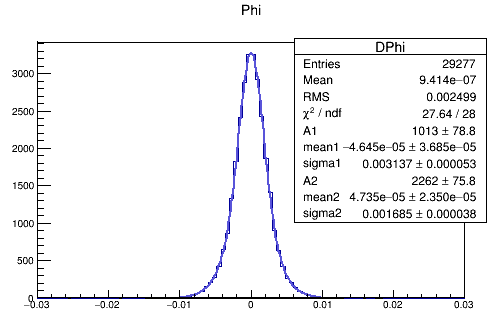 Phi
DPhi
Entries 29277
Mean 9.414e−07
RMS 0.002499
χ² / ndf 27.64 / 28
A1 1013 ± 78.8
mean1 −4.645e−05 ± 3.685e−05
sigma1 0.003137 ± 0.000053
A2 2262 ± 75.8
mean2 4.735e−05 ± 2.350e−05
sigma2 0.001685 ± 0.000038
3000
2500
2000
1500
1000
500
0
−0.03 −0.02 −0.01 0 0.01 0.02 0.03